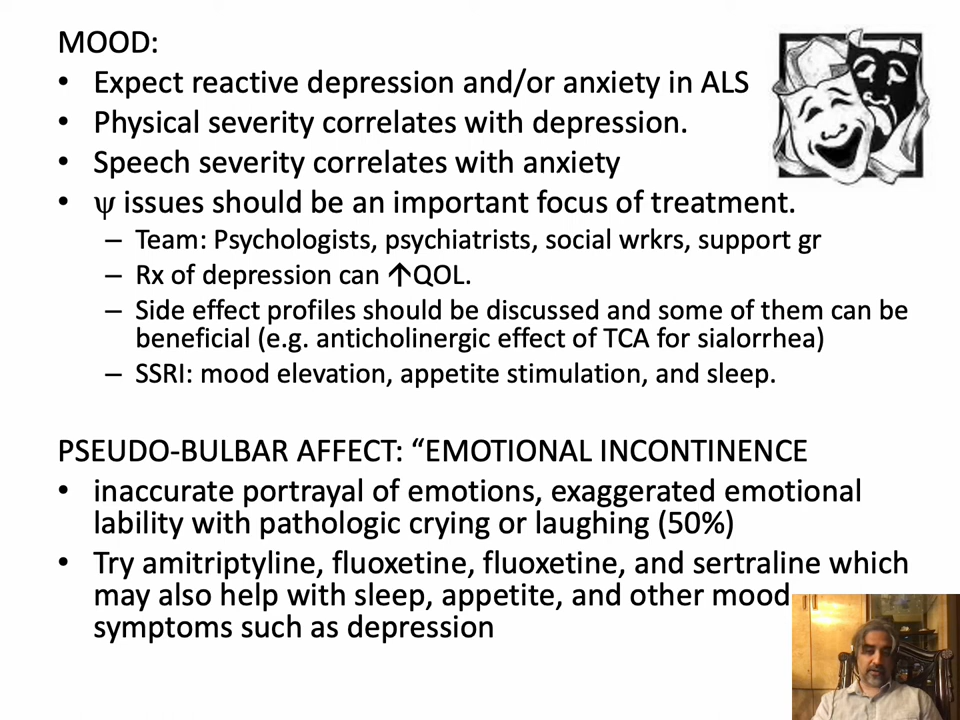 MOOD:
• Expect reactive depression and/or anxiety in ALS
• Physical severity correlates with depression.
• Speech severity correlates with anxiety
• ψ issues should be an important focus of treatment.
– Team: Psychologists, psychiatrists, social wrkrs, support gr
– Rx of depression can ↑QOL.
– Side effect profiles should be discussed and some of them can be
beneficial (e.g. anticholinergic effect of TCA for sialorrhea)
– SSRI: mood elevation, appetite stimulation, and sleep.
PSEUDO-BULBAR AFFECT: “EMOTIONAL INCONTINENCE
• inaccurate portrayal of emotions, exaggerated emotional
lability with pathologic crying or laughing (50%)
• Try amitriptyline, fluoxetine, fluoxetine, and sertraline which
may also help with sleep, appetite, and other mood
symptoms such as depression